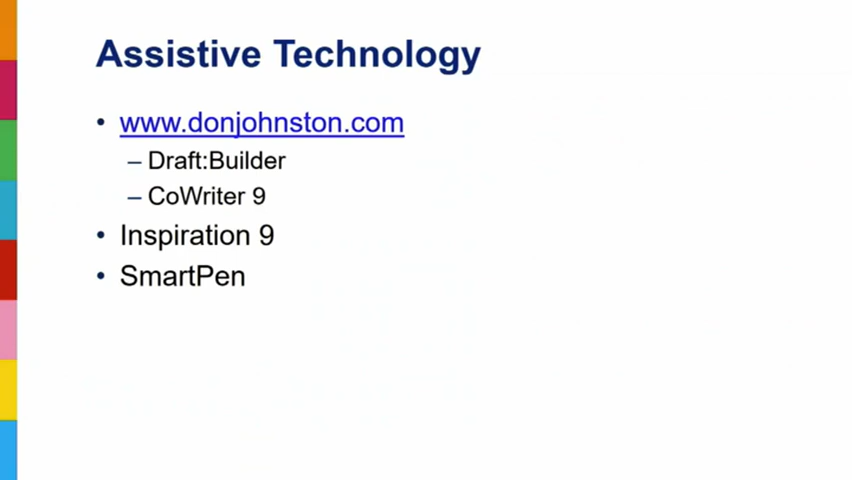 Assistive Technology
• www.donjohnston.com
– Draft:Builder
– CoWriter 9
• Inspiration 9
• SmartPen